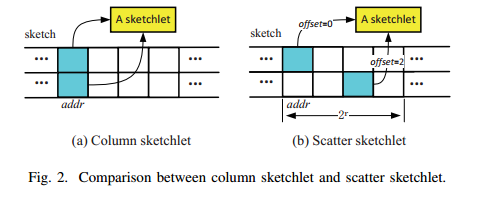 A sketchlet
sketch
... ...
... ...
addr
(a) Column sketchlet
offset=0 A sketchlet
sketch
offset=2
... ...
... ...
addr
2r
(b) Scatter sketchlet
Fig. 2. Comparison between column sketchlet and scatter sketchlet.